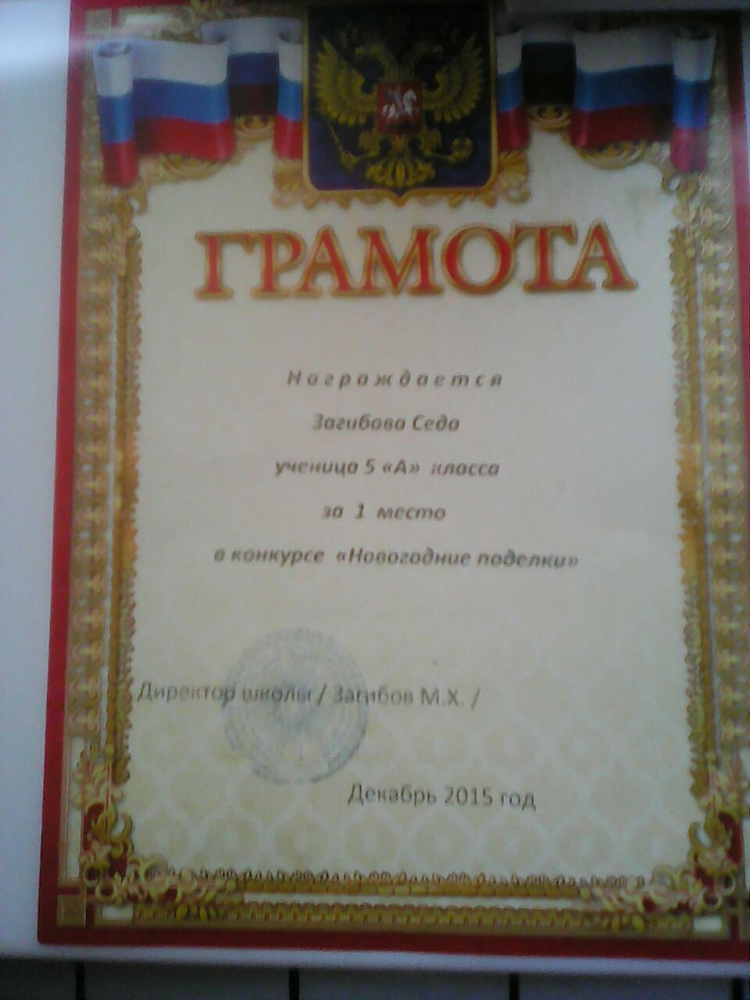 ГРАМОТА
Награждается
Загибова Седа
ученица 5 «А» класса
за 1 место
в конкурсе «Новогодние поделки»
Директор школы / Загибов М.Х. /
Декабрь 2015 год